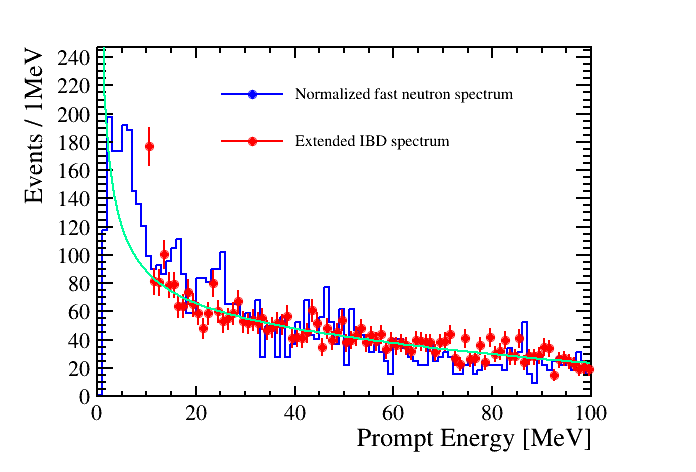 Events / 1MeV
240
220
200
180
160
140
120
100
80
60
40
20
0
Normalized fast neutron spectrum
Extended IBD spectrum
0 20 40 60 80 100
Prompt Energy [MeV]